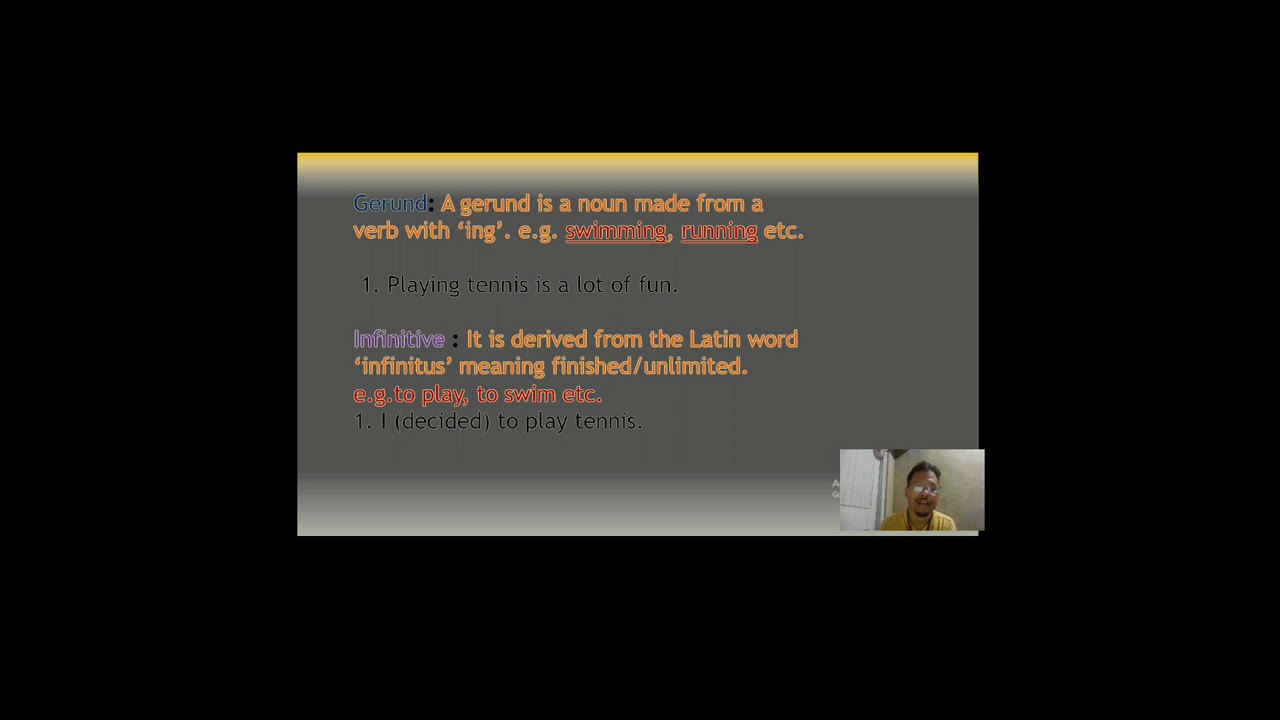 Gerund: A gerund is a noun made from a
verb with ‘ing’. e.g. swimming, running etc.
1. Playing tennis is a lot of fun.
Infinitive : It is derived from the Latin word
‘infinitus’ meaning finished/unlimited.
e.g.to play, to swim etc.
1. I (decided) to play tennis.